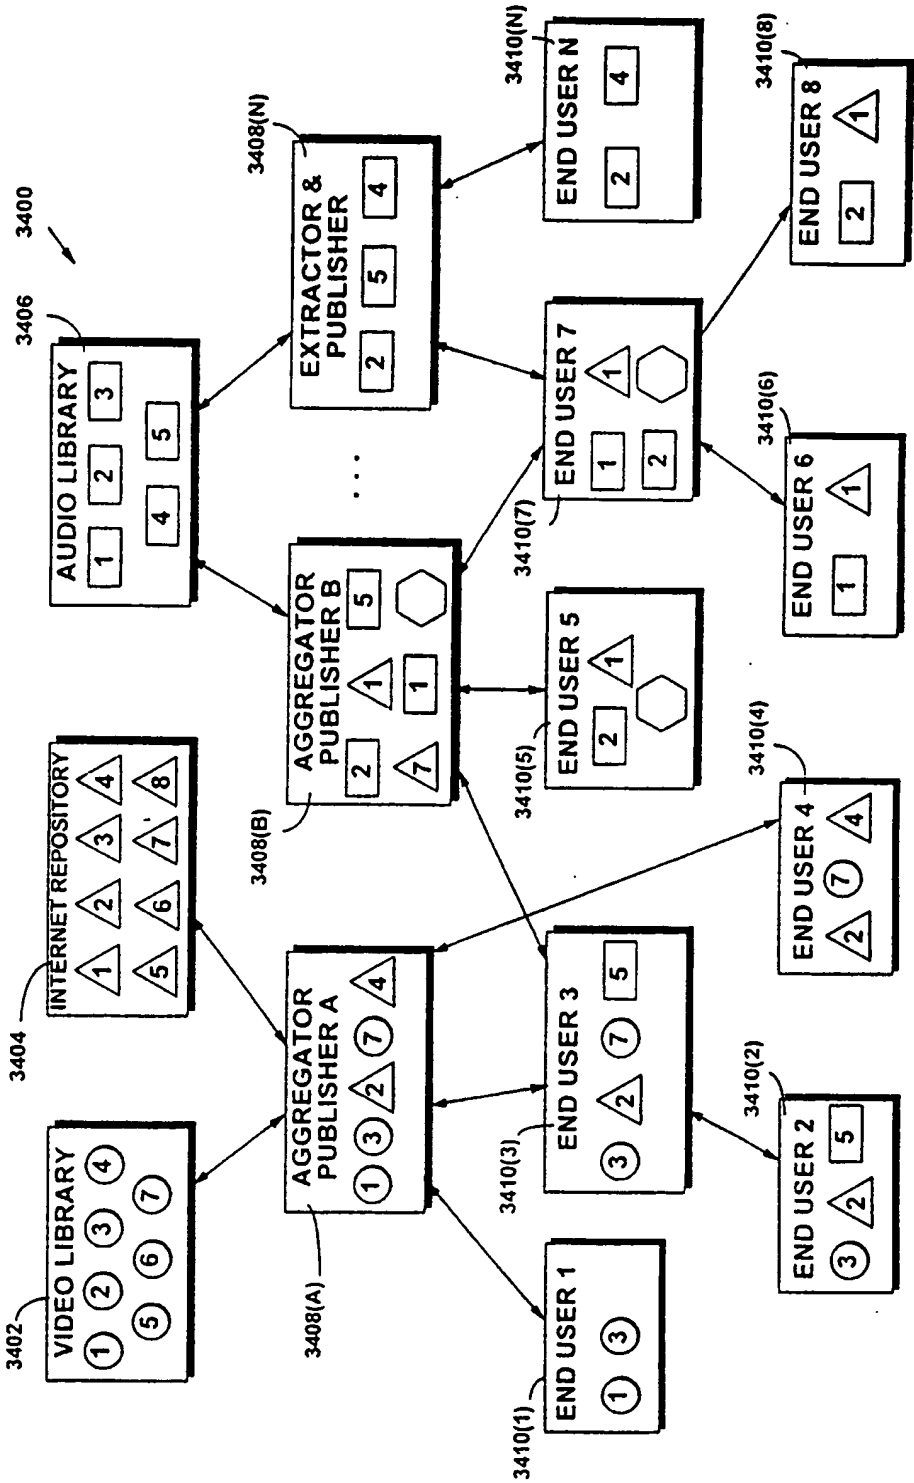 3400
3402
VIDEO LIBRARY
1 2 3 4
5 6 7
3404
INTERNET REPOSITORY
1 2 3 4
5 6 7 8
3406
AUDIO LIBRARY
1 2 3
4 5
3408(A)
AGGREGATOR
PUBLISHER A
1 3 2 7 4
3408(B)
AGGREGATOR
PUBLISHER B
2 1 5
7 1
...
3408(N)
EXTRACTOR &
PUBLISHER
2 5 4
3410(1)
END USER 1
1 3
3410(3)
END USER 3
3 2 7 5
3410(5)
END USER 5
2 1
3410(7)
END USER 7
1 1
2
3410(N)
END USER N
2 4
3410(2)
END USER 2
3 2 5
3410(4)
END USER 4
2 7 4
3410(6)
END USER 6
1 1
3410(8)
END USER 8
2 1